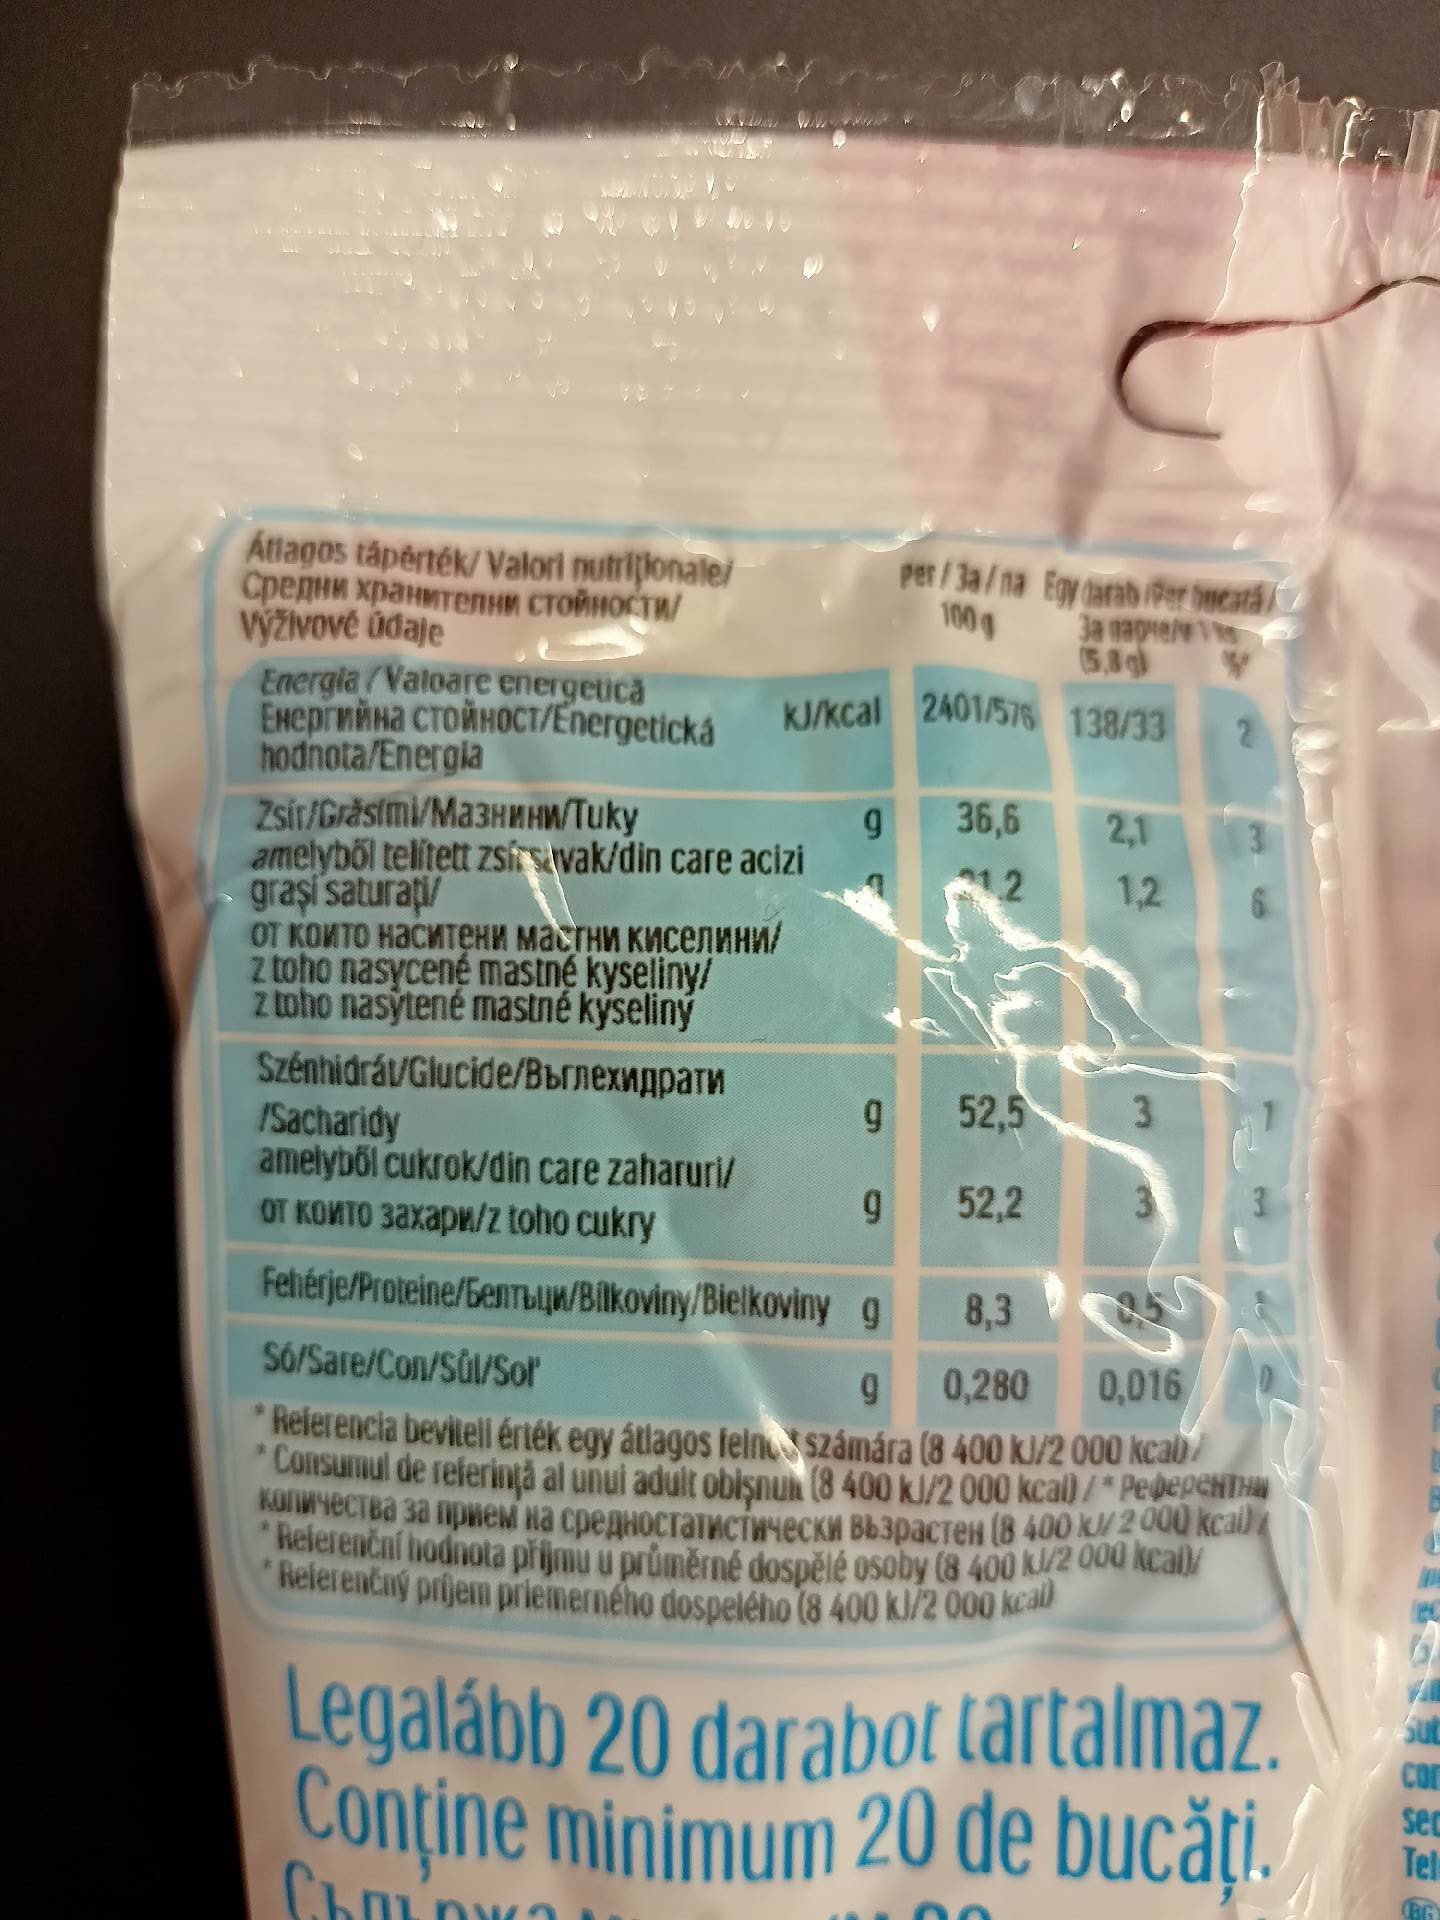 Átlagos tápérték/ Valori nutriționale/
Средни хранителни стойности/
Výživové údaje
per / За / na 100 g
Egy darab /Per bucată /
(5,8 g)
Energia / Valoare energetică
Енергийна стойност/Energetická
hodnota/Energia
kJ/kcal 2401/576 138/33 2
Zsír/Grăsimi/Мазнини/Tuky g 36,6 2,1 3
amelyből telített zsírsavak/din care acizi
grași saturați/ g 21,2 1,2 6
от които наситени мастни киселини/
z toho nasycené mastné kyseliny/
z toho nasýtené mastné kyseliny
Szénhidrát/Glucide/Въглехидрати
/Sacharidy g 52,5 3 1
amelyből cukrok/din care zaharuri/
от които захари/z toho cukry g 52,2 3 3
Fehérje/Proteine/Белтъци/Bílkoviny/Bielkoviny g 8,3 0,5
Só/Sare/Сол/Sůl/Soľ g 0,280 0,016 0
* Referencia beviteli érték egy átlagos felnőtt számára (8 400 kJ/2 000 kcal) /
* Consumul de referință al unui adult obișnuit (8 400 kJ/2 000 kcal) / * Референтни
количества за прием на средностатистически възрастен (8 400 kJ/ 2 000 kcal) /
* Referenční hodnota příjmu u průměrné dospělé osoby (8 400 kJ/2 000 kcal)/
* Referenčný príjem priemerného dospelého (8 400 kJ/2 000 kcal)
Legalább 20 darabot tartalmaz.
Conține minimum 20 de bucăți.